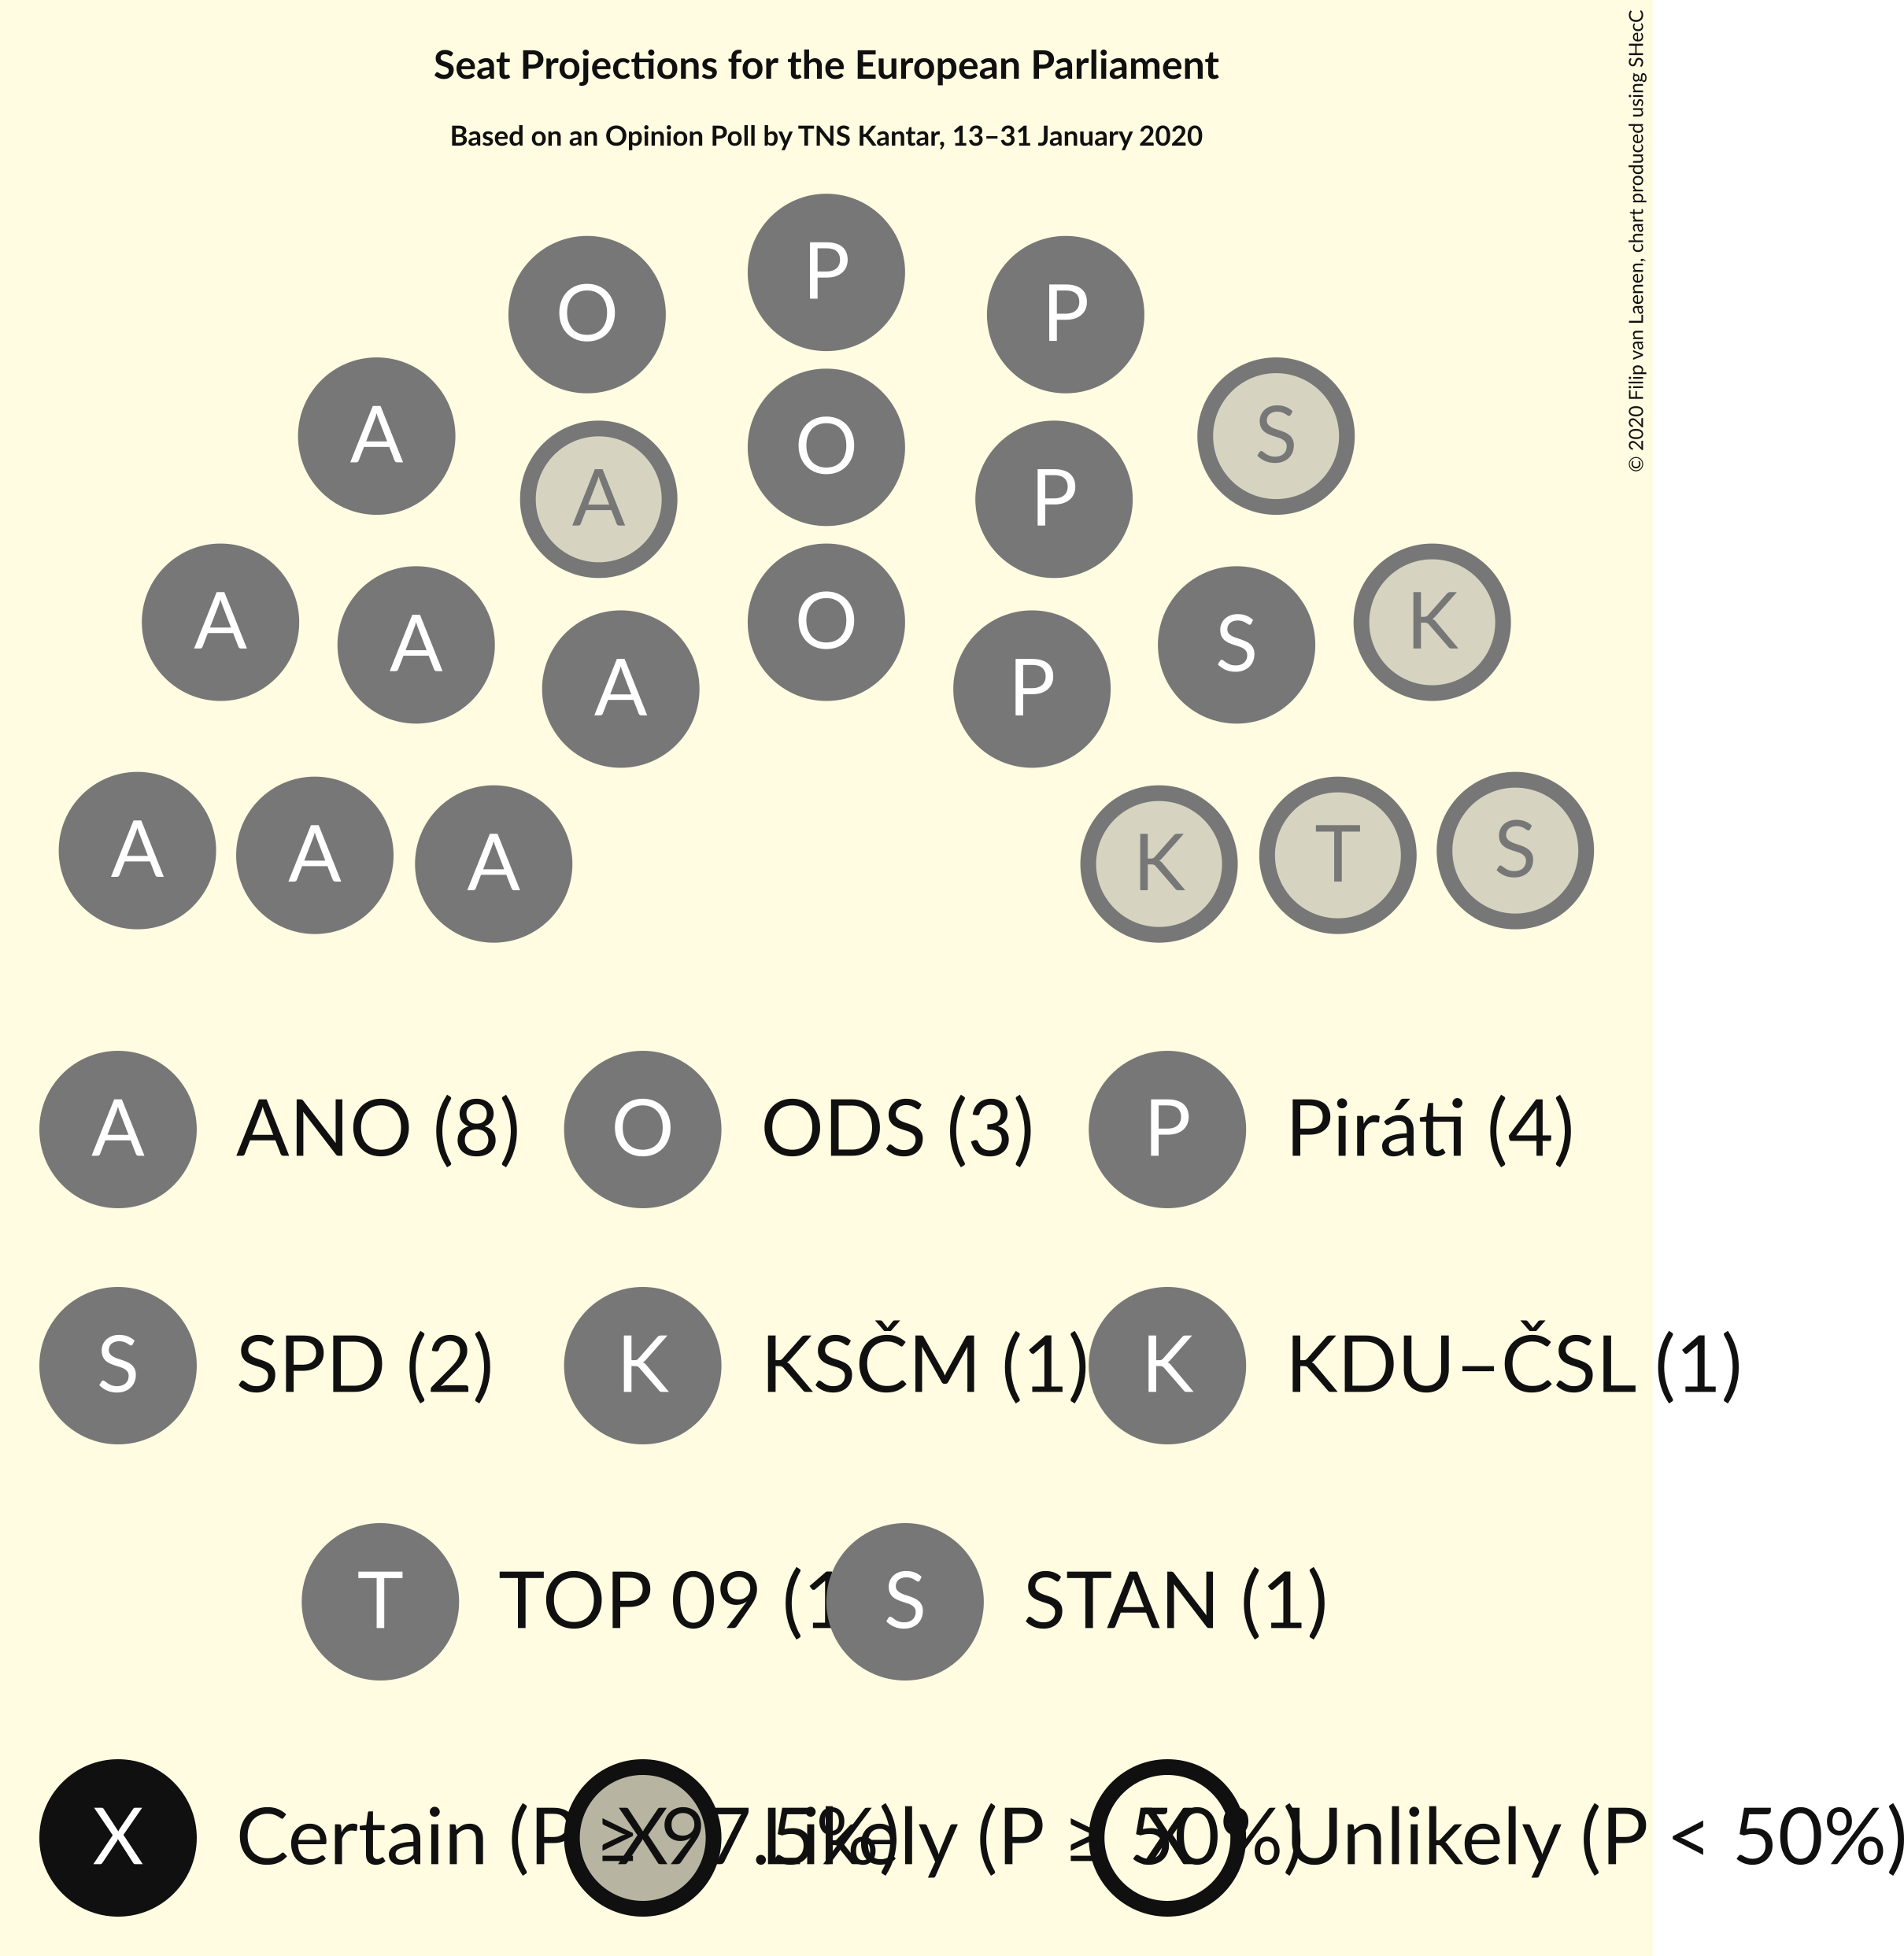 Seat Projections for the European Parliament
Based on an Opinion Poll by TNS Kantar, 13–31 January 2020
© 2020 Filip van Laenen, chart produced using SHecC
P
O P
A O S
A P
A O K
A S
A P
A A A K T S
A ANO (8) O ODS (3) P Piráti (4)
S SPD (2) K KSČM (1) K KDU–ČSL (1)
T TOP 09 (1 S STAN (1)
X Certain (P ≥ 97.5%) X Likely (P ≥ 50%) X Unlikely (P < 50%)